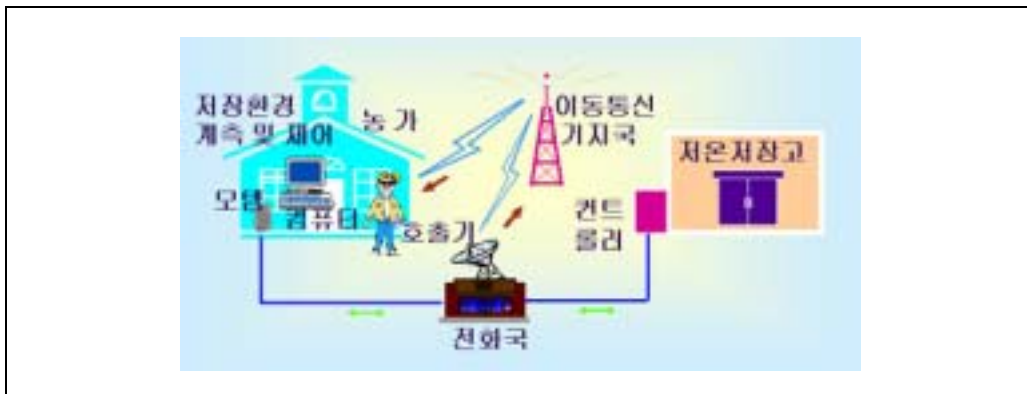 저장환경
계측 및 제어
농 가
이동통신
기지국
저온저장고
모뎀
컴퓨터
호출기
컨트
롤러
전화국